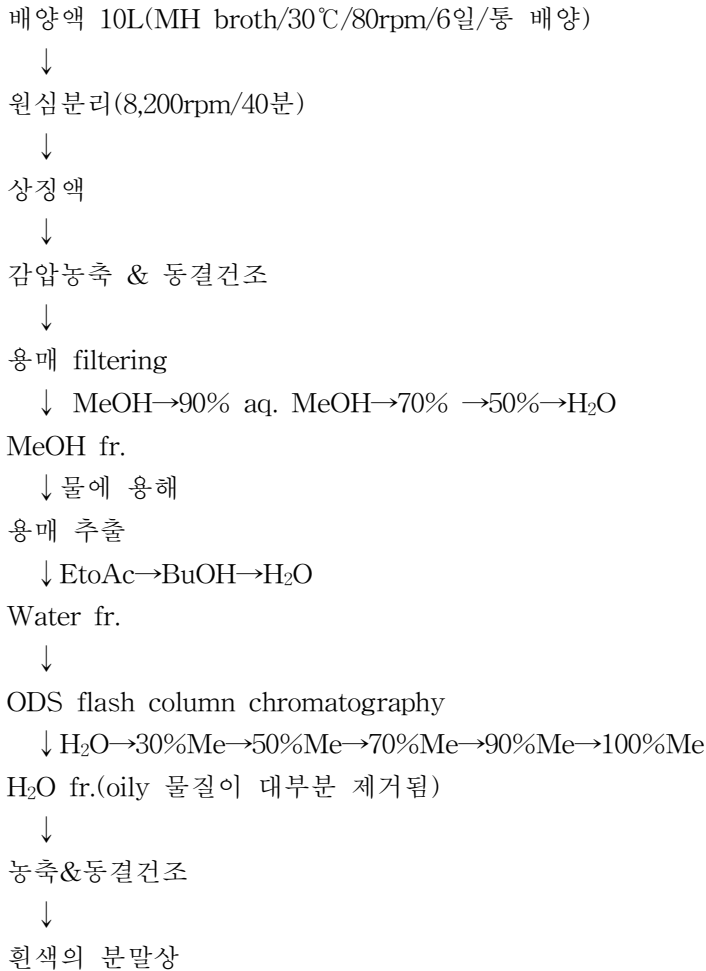 배양액 10L(MH broth/30℃/80rpm/6일/통 배양)
↓
원심분리(8,200rpm/40분)
↓
상징액
↓
감압농축 & 동결건조
↓
용매 filtering
↓ MeOH→90% aq. MeOH→70% →50%→H₂O
MeOH fr.
↓물에 용해
용매 추출
↓EtoAc→BuOH→H₂O
Water fr.
↓
ODS flash column chromatography
↓H₂O→30%Me→50%Me→70%Me→90%Me→100%Me
H₂O fr.(oily 물질이 대부분 제거됨)
↓
농축&동결건조
↓
흰색의 분말상